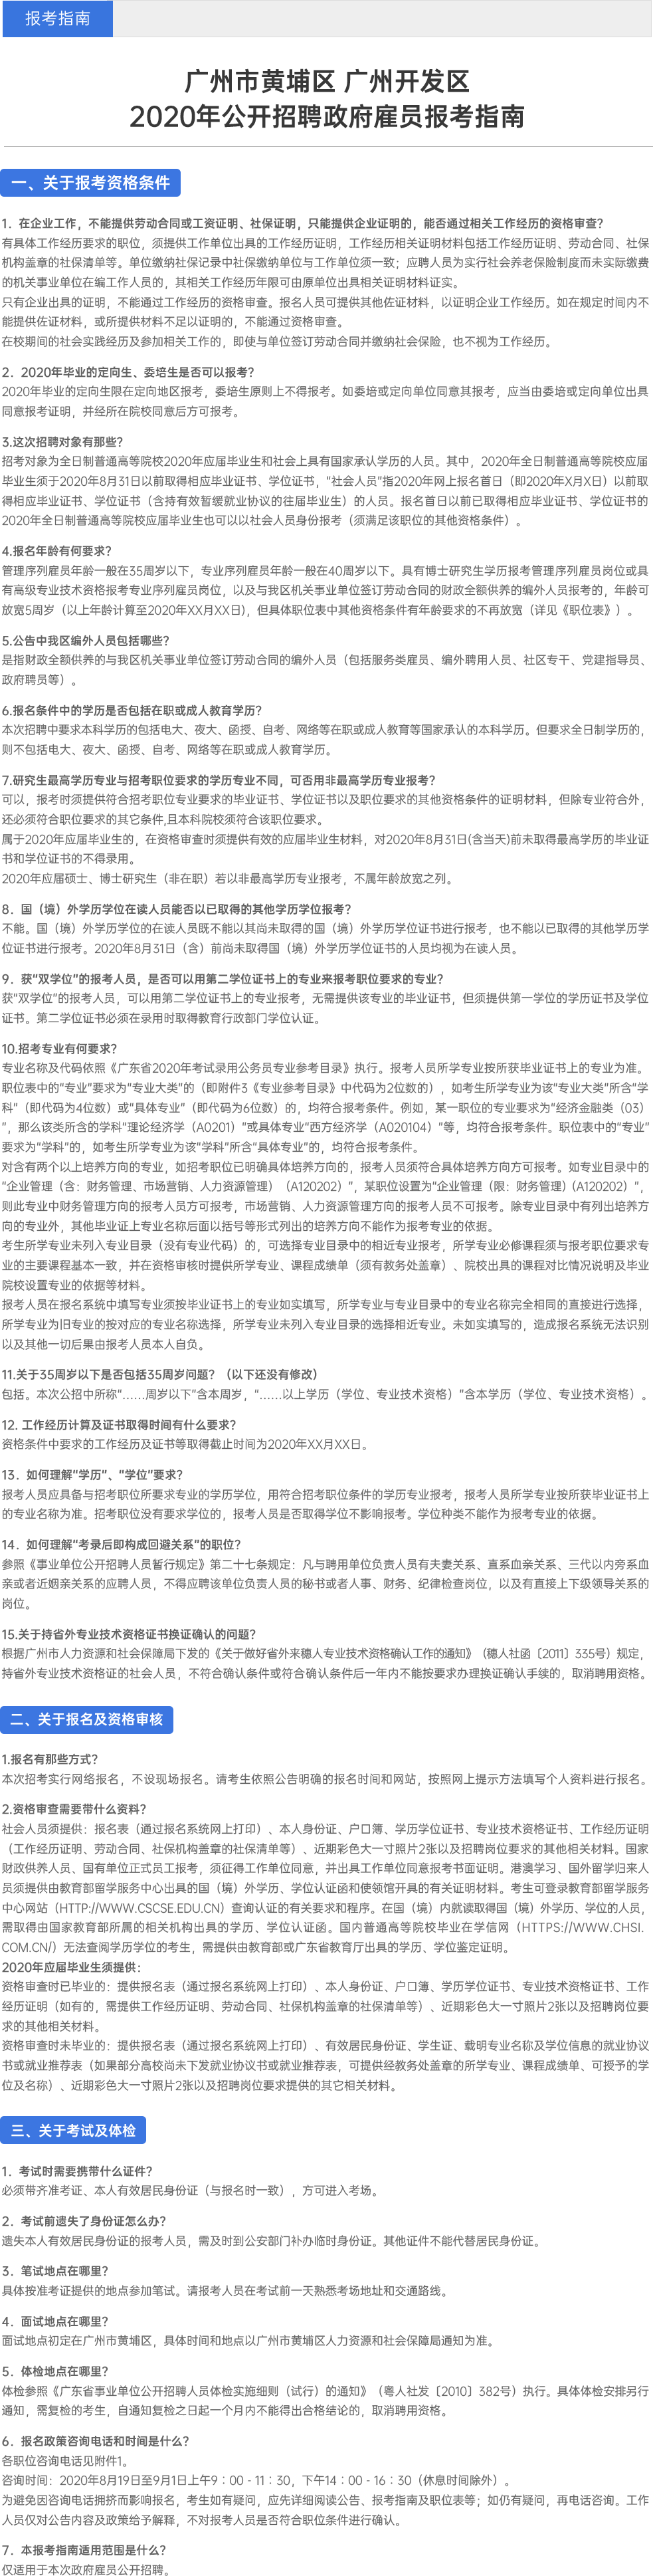 报考指南
广州市黄埔区 广州开发区
2020年公开招聘政府雇员报考指南
一、关于报考资格条件
1．在企业工作，不能提供劳动合同或工资证明、社保证明，只能提供企业证明的，能否通过相关工作经历的资格审查？
有具体工作经历要求的职位，须提供工作单位出具的工作经历证明，工作经历相关证明材料包括工作经历证明、劳动合同、社保
机构盖章的社保清单等。单位缴纳社保记录中社保缴纳单位与工作单位须一致；应聘人员为实行社会养老保险制度而未实际缴费
的机关事业单位在编工作人员的，其相关工作经历年限可由原单位出具相关证明材料证实。
只有企业出具的证明，不能通过工作经历的资格审查。报名人员可提供其他佐证材料，以证明企业工作经历。如在规定时间内不
能提供佐证材料，或所提供材料不足以证明的，不能通过资格审查。
在校期间的社会实践经历及参加相关工作的，即使与单位签订劳动合同并缴纳社会保险，也不视为工作经历。
2．2020年毕业的定向生、委培生是否可以报考？
2020年毕业的定向生限在定向地区报考，委培生原则上不得报考。如委培或定向单位同意其报考，应当由委培或定向单位出具
同意报考证明，并经所在院校同意后方可报考。
3.这次招聘对象有那些？
招考对象为全日制普通高等院校2020年应届毕业生和社会上具有国家承认学历的人员。其中，2020年全日制普通高等院校应届
毕业生须于2020年8月31日以前取得相应毕业证书、学位证书，"社会人员"指2020年网上报名首日（即2020年X月X日）以前取
得相应毕业证书、学位证书（含持有效暂缓就业协议的往届毕业生）的人员。报名首日以前已取得相应毕业证书、学位证书的
2020年全日制普通高等院校应届毕业生也可以以社会人员身份报考（须满足该职位的其他资格条件）。
4.报名年龄有何要求？
管理序列雇员年龄一般在35周岁以下，专业序列雇员年龄一般在40周岁以下。具有博士研究生学历报考管理序列雇员岗位或具
有高级专业技术资格报考专业序列雇员岗位，以及与我区机关事业单位签订劳动合同的财政全额供养的编外人员报考的，年龄可
放宽5周岁（以上年龄计算至2020年XX月XX日)，但具体职位表中其他资格条件有年龄要求的不再放宽（详见《职位表》）。
5.公告中我区编外人员包括哪些？
是指财政全额供养的与我区机关事业单位签订劳动合同的编外人员（包括服务类雇员、编外聘用人员、社区专干、党建指导员、
政府聘员等）。
6.报名条件中的学历是否包括在职或成人教育学历？
本次招聘中要求本科学历的包括电大、夜大、函授、自考、网络等在职或成人教育等国家承认的本科学历。但要求全日制学历的，
则不包括电大、夜大、函授、自考、网络等在职或成人教育学历。
7.研究生最高学历专业与招考职位要求的学历专业不同，可否用非最高学历专业报考？
可以，报考时须提供符合招考职位专业要求的毕业证书、学位证书以及职位要求的其他资格条件的证明材料，但除专业符合外，
还必须符合职位要求的其它条件,且本科院校须符合该职位要求。
属于2020年应届毕业生的，在资格审查时须提供有效的应届毕业生材料，对2020年8月31日(含当天)前未取得最高学历的毕业证
书和学位证书的不得录用。
2020年应届硕士、博士研究生（非在职）若以非最高学历专业报考，不属年龄放宽之列。
8．国（境）外学历学位在读人员能否以已取得的其他学历学位报考？
不能。国（境）外学历学位的在读人员既不能以其尚未取得的国（境）外学历学位证书进行报考，也不能以已取得的其他学历学
位证书进行报考。2020年8月31日（含）前尚未取得国（境）外学历学位证书的人员均视为在读人员。
9．获"双学位"的报考人员，是否可以用第二学位证书上的专业来报考职位要求的专业？
获"双学位"的报考人员，可以用第二学位证书上的专业报考，无需提供该专业的毕业证书，但须提供第一学位的学历证书及学位
证书。第二学位证书必须在录用时取得教育行政部门学位认证。
10.招考专业有何要求？
专业名称及代码依照《广东省2020年考试录用公务员专业参考目录》执行。报考人员所学专业按所获毕业证书上的专业为准。
职位表中的"专业"要求为"专业大类"的（即附件3《专业参考目录》中代码为2位数的），如考生所学专业为该"专业大类"所含"学
科"（即代码为4位数）或"具体专业"（即代码为6位数）的，均符合报考条件。例如，某一职位的专业要求为"经济金融类（03）
"，那么该类所含的学科"理论经济学（A0201）"或具体专业"西方经济学（A020104）"等，均符合报考条件。职位表中的"专业"
要求为"学科"的，如考生所学专业为该"学科"所含"具体专业"的，均符合报考条件。
对含有两个以上培养方向的专业，如招考职位已明确具体培养方向的，报考人员须符合具体培养方向方可报考。如专业目录中的
"企业管理（含：财务管理、市场营销、人力资源管理）（A120202）"，某职位设置为"企业管理（限：财务管理)（A120202）"，
则此专业中财务管理方向的报考人员方可报考，市场营销、人力资源管理方向的报考人员不可报考。除专业目录中有列出培养方
向的专业外，其他毕业证上专业名称后面以括号等形式列出的培养方向不能作为报考专业的依据。
考生所学专业未列入专业目录（没有专业代码）的，可选择专业目录中的相近专业报考，所学专业必修课程须与报考职位要求专
业的主要课程基本一致，并在资格审核时提供所学专业、课程成绩单（须有教务处盖章）、院校出具的课程对比情况说明及毕业
院校设置专业的依据等材料。
报考人员在报名系统中填写专业须按毕业证书上的专业如实填写，所学专业与专业目录中的专业名称完全相同的直接进行选择，
所学专业为旧专业的按对应的专业名称选择，所学专业未列入专业目录的选择相近专业。未如实填写的，造成报名系统无法识别
以及其他一切后果由报考人员本人自负。
11.关于35周岁以下是否包括35周岁问题？（以下还没有修改）
包括。本次公招中所称"……周岁以下"含本周岁，"……以上学历（学位、专业技术资格）"含本学历（学位、专业技术资格）。
12. 工作经历计算及证书取得时间有什么要求？
资格条件中要求的工作经历及证书等取得截止时间为2020年XX月XX日。
13．如何理解"学历"、"学位"要求？
报考人员应具备与招考职位所要求专业的学历学位，用符合招考职位条件的学历专业报考，报考人员所学专业按所获毕业证书上
的专业名称为准。招考职位没有要求学位的，报考人员是否取得学位不影响报考。学位种类不能作为报考专业的依据。
14．如何理解"考录后即构成回避关系"的职位？
参照《事业单位公开招聘人员暂行规定》第二十七条规定：凡与聘用单位负责人员有夫妻关系、直系血亲关系、三代以内旁系血
亲或者近姻亲关系的应聘人员，不得应聘该单位负责人员的秘书或者人事、财务、纪律检查岗位，以及有直接上下级领导关系的
岗位。
15.关于持省外专业技术资格证书换证确认的问题？
根据广州市人力资源和社会保障局下发的《关于做好省外来穗人专业技术资格确认工作的通知》（穗人社函〔2011〕335号）规定，
持省外专业技术资格证的社会人员，不符合确认条件或符合确认条件后一年内不能按要求办理换证确认手续的，取消聘用资格。
二、关于报名及资格审核
1.报名有那些方式？
本次招考实行网络报名，不设现场报名。请考生依照公告明确的报名时间和网站，按照网上提示方法填写个人资料进行报名。
2.资格审查需要带什么资料？
社会人员须提供：报名表（通过报名系统网上打印）、本人身份证、户口簿、学历学位证书、专业技术资格证书、工作经历证明
（工作经历证明、劳动合同、社保机构盖章的社保清单等）、近期彩色大一寸照片2张以及招聘岗位要求的其他相关材料。国家
财政供养人员、国有单位正式员工报考，须征得工作单位同意，并出具工作单位同意报考书面证明。港澳学习、国外留学归来人
员须提供由教育部留学服务中心出具的国（境）外学历、学位认证函和使领馆开具的有关证明材料。考生可登录教育部留学服务
中心网站（HTTP://WWW.CSCSE.EDU.CN）查询认证的有关要求和程序。在国（境）内就读取得国（境）外学历、学位的人员，
需取得由国家教育部所属的相关机构出具的学历、学位认证函。国内普通高等院校毕业在学信网（HTTPS://WWW.CHSI.
COM.CN/）无法查阅学历学位的考生，需提供由教育部或广东省教育厅出具的学历、学位鉴定证明。
2020年应届毕业生须提供：
资格审查时已毕业的：提供报名表（通过报名系统网上打印）、本人身份证、户口簿、学历学位证书、专业技术资格证书、工作
经历证明（如有的，需提供工作经历证明、劳动合同、社保机构盖章的社保清单等）、近期彩色大一寸照片2张以及招聘岗位要
求的其他相关材料。
资格审查时未毕业的：提供报名表（通过报名系统网上打印）、有效居民身份证、学生证、载明专业名称及学位信息的就业协议
书或就业推荐表（如果部分高校尚未下发就业协议书或就业推荐表，可提供经教务处盖章的所学专业、课程成绩单、可授予的学
位及名称）、近期彩色大一寸照片2张以及招聘岗位要求提供的其它相关材料。
三、关于考试及体检
1．考试时需要携带什么证件？
必须带齐准考证、本人有效居民身份证（与报名时一致），方可进入考场。
2．考试前遗失了身份证怎么办？
遗失本人有效居民身份证的报考人员，需及时到公安部门补办临时身份证。其他证件不能代替居民身份证。
3．笔试地点在哪里？
具体按准考证提供的地点参加笔试。请报考人员在考试前一天熟悉考场地址和交通路线。
4．面试地点在哪里？
面试地点初定在广州市黄埔区，具体时间和地点以广州市黄埔区人力资源和社会保障局通知为准。
5．体检地点在哪里？
体检参照《广东省事业单位公开招聘人员体检实施细则（试行）的通知》（粤人社发〔2010〕382号）执行。具体体检安排另行
通知，需复检的考生，自通知复检之日起一个月内不能得出合格结论的，取消聘用资格。
6．报名政策咨询电话和时间是什么？
各职位咨询电话见附件1。
咨询时间：2020年8月19日至9月1日上午9︰00－11︰30，下午14︰00－16︰30（休息时间除外）。
为避免因咨询电话拥挤而影响报名，考生如有疑问，应先详细阅读公告、报考指南及职位表等；如仍有疑问，再电话咨询。工作
人员仅对公告内容及政策给予解释，不对报考人员是否符合职位条件进行确认。
7．本报考指南适用范围是什么？
仅适用于本次政府雇员公开招聘。